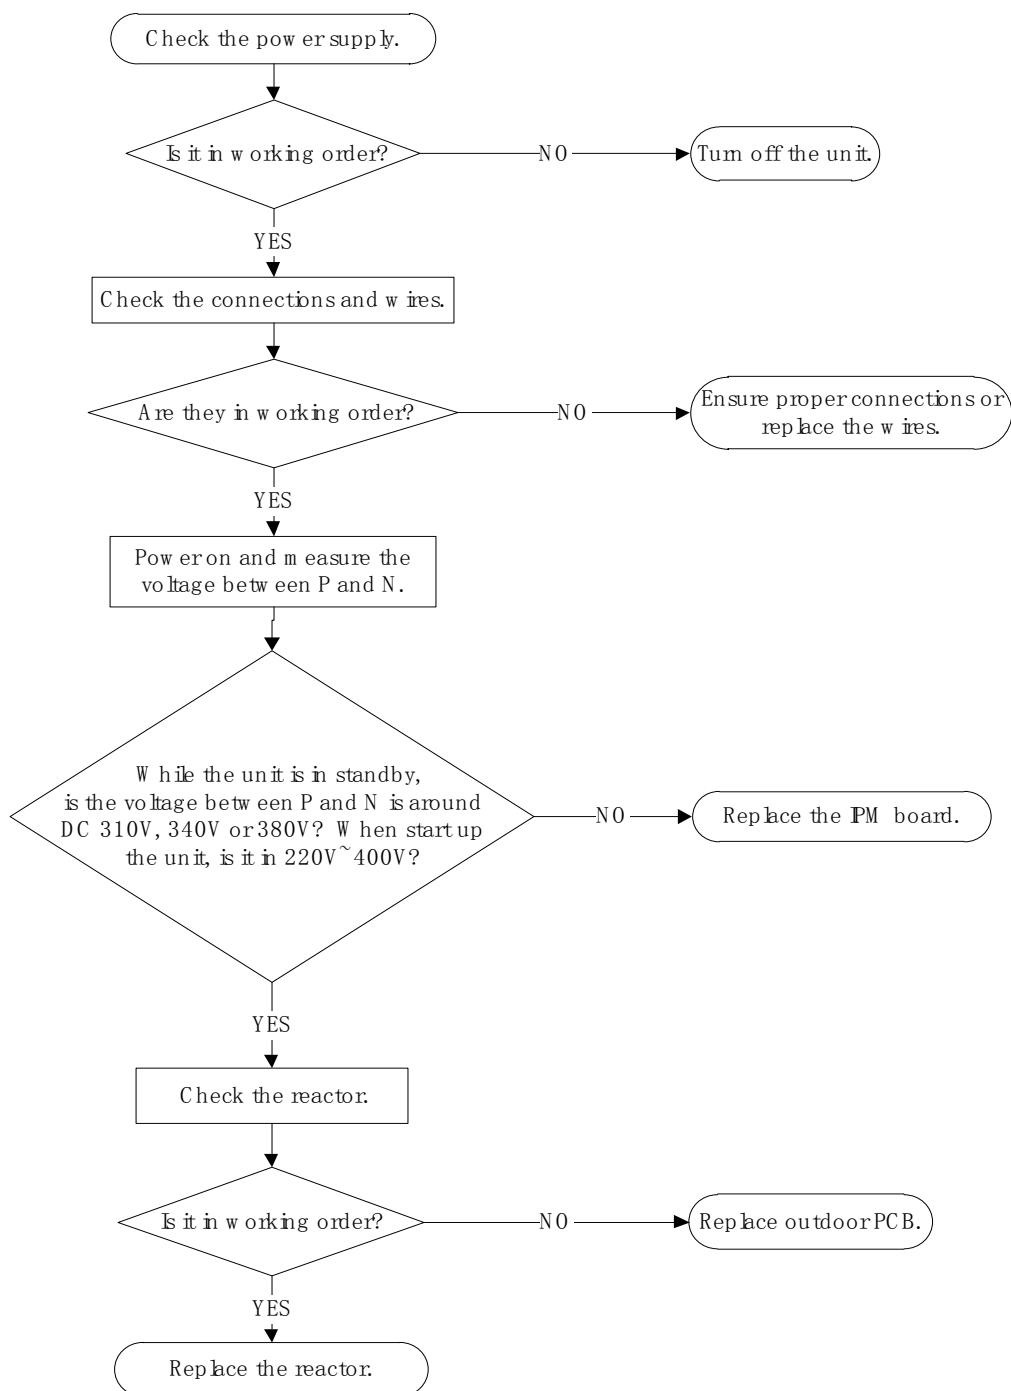 Check the power supply.
Is it in working order?
NO
Turn off the unit.
YES
Check the connections and wires.
Are they in working order?
NO
Ensure proper connections or
replace the wires.
YES
Power on and measure the
voltage between P and N.
While the unit is in standby,
is the voltage between P and N is around
DC 310V, 340V or 380V? When start up
the unit, is it in 220V~400V?
NO
Replace the IPM board.
YES
Check the reactor.
Is it in working order?
NO
Replace outdoor PCB.
YES
Replace the reactor.